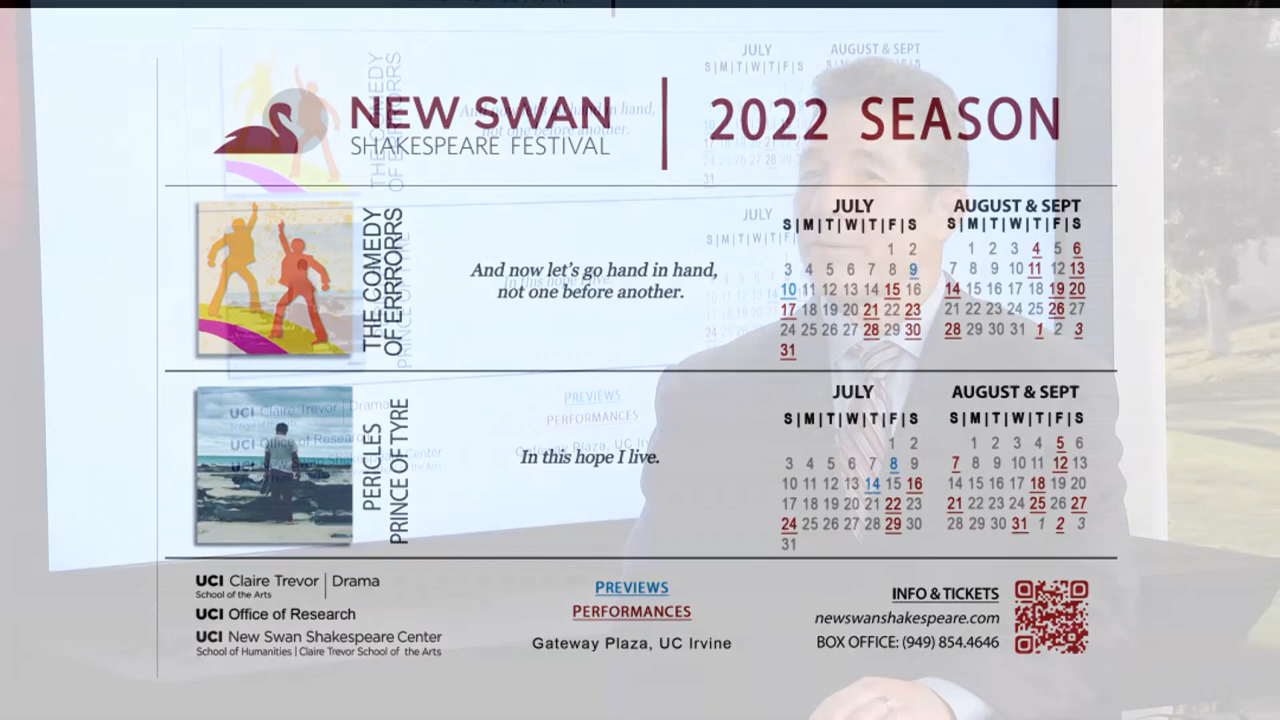 NEW SWAN
SHAKESPEARE FESTIVAL
2022 SEASON
THE COMEDY
OF ERRORRS
And now let's go hand in hand,
not one before another.
JULY
S|M|T|W|T|F|S
1 2
3 4 5 6 7 8 9
10 11 12 13 14 15 16
17 18 19 20 21 22 23
24 25 26 27 28 29 30
31
AUGUST & SEPT
S|M|T|W|T|F|S
1 2 3 4 5 6
7 8 9 10 11 12 13
14 15 16 17 18 19 20
21 22 23 24 25 26 27
28 29 30 31 1 2 3
PERICLES
PRINCE OF TYRE
In this hope I live.
JULY
S|M|T|W|T|F|S
1 2
3 4 5 6 7 8 9
10 11 12 13 14 15 16
17 18 19 20 21 22 23
24 25 26 27 28 29 30
31
AUGUST & SEPT
S|M|T|W|T|F|S
1 2 3 4 5 6
7 8 9 10 11 12 13
14 15 16 17 18 19 20
21 22 23 24 25 26 27
28 29 30 31 1 2 3
UCI Claire Trevor | Drama
School of the Arts
UCI Office of Research
UCI New Swan Shakespeare Center
School of Humanities | Claire Trevor School of the Arts
PREVIEWS
PERFORMANCES
Gateway Plaza, UC Irvine
INFO & TICKETS
newswanshakespeare.com
BOX OFFICE: (949) 854.4646